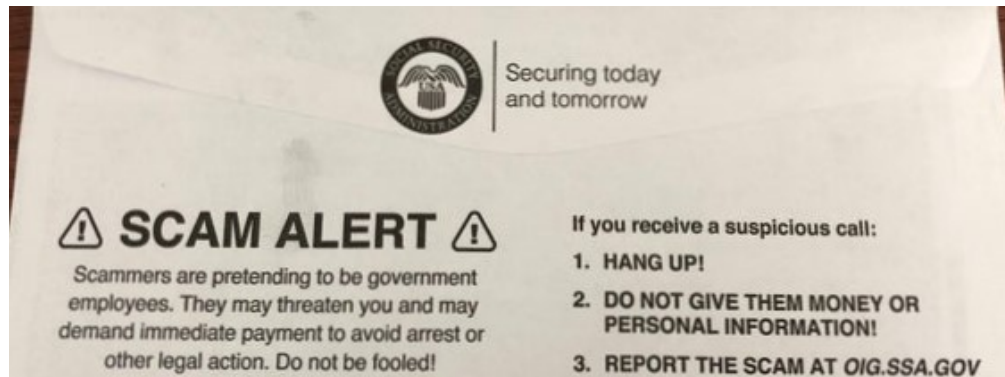 SOCIAL SECURITY ADMINISTRATION
USA
Securing today
and tomorrow
SCAM ALERT
Scammers are pretending to be government
employees. They may threaten you and may
demand immediate payment to avoid arrest or
other legal action. Do not be fooled!
If you receive a suspicious call:
1. HANG UP!
2. DO NOT GIVE THEM MONEY OR
PERSONAL INFORMATION!
3. REPORT THE SCAM AT OIG.SSA.GOV